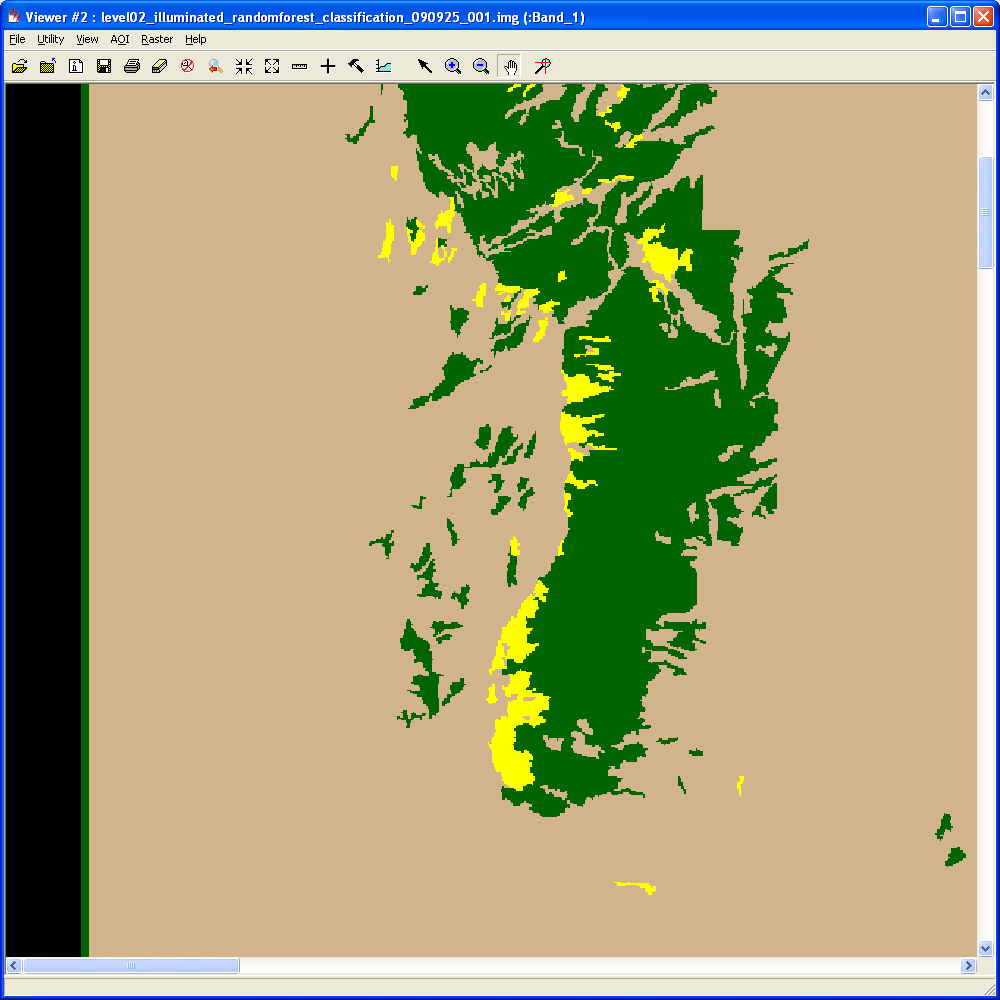 Viewer #2 : level02_illuminated_randomforest_classification_090925_001.img (:Band_1)
File Utility View AOI Raster Help